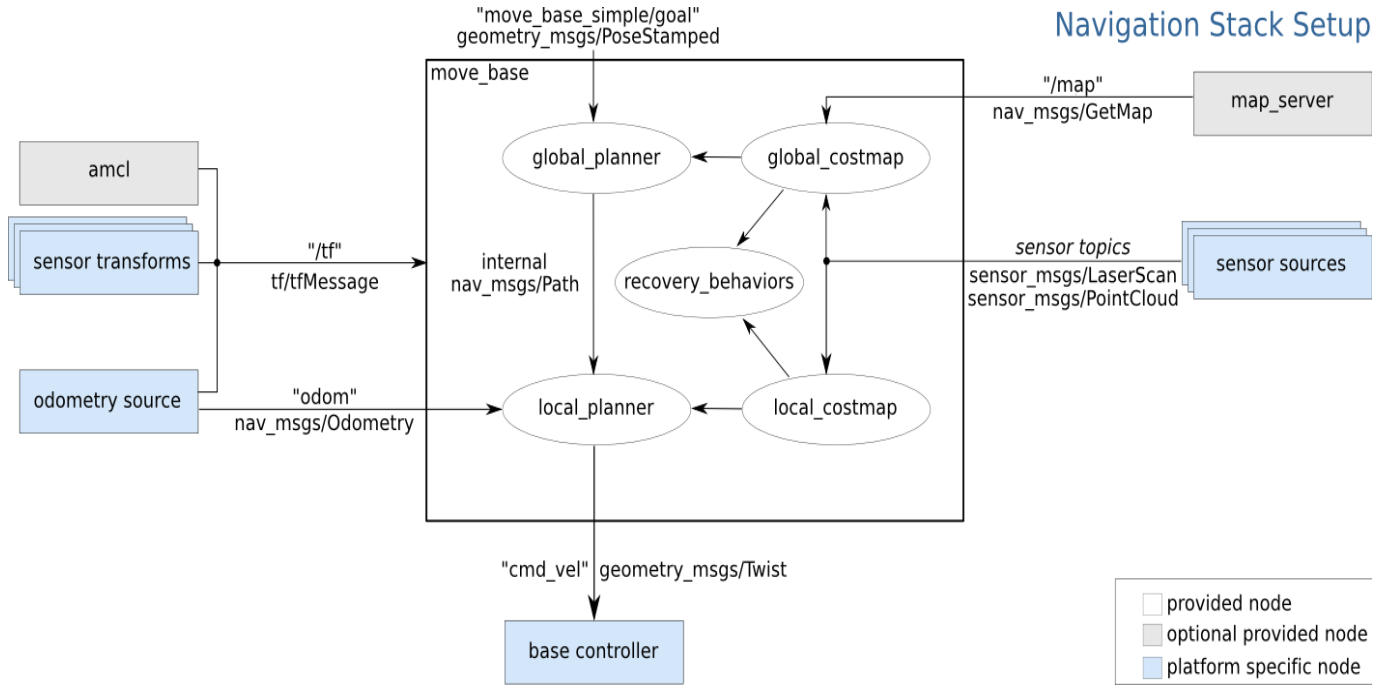 Navigation Stack Setup
"move_base_simple/goal"
geometry_msgs/PoseStamped
move_base
"/map"
nav_msgs/GetMap
map_server
global_planner
global_costmap
amcl
sensor transforms
"/tf"
tf/tfMessage
internal
nav_msgs/Path
recovery_behaviors
sensor topics
sensor_msgs/LaserScan
sensor_msgs/PointCloud
sensor sources
odometry source
"odom"
nav_msgs/Odometry
local_planner
local_costmap
"cmd_vel" geometry_msgs/Twist
base controller
provided node
optional provided node
platform specific node